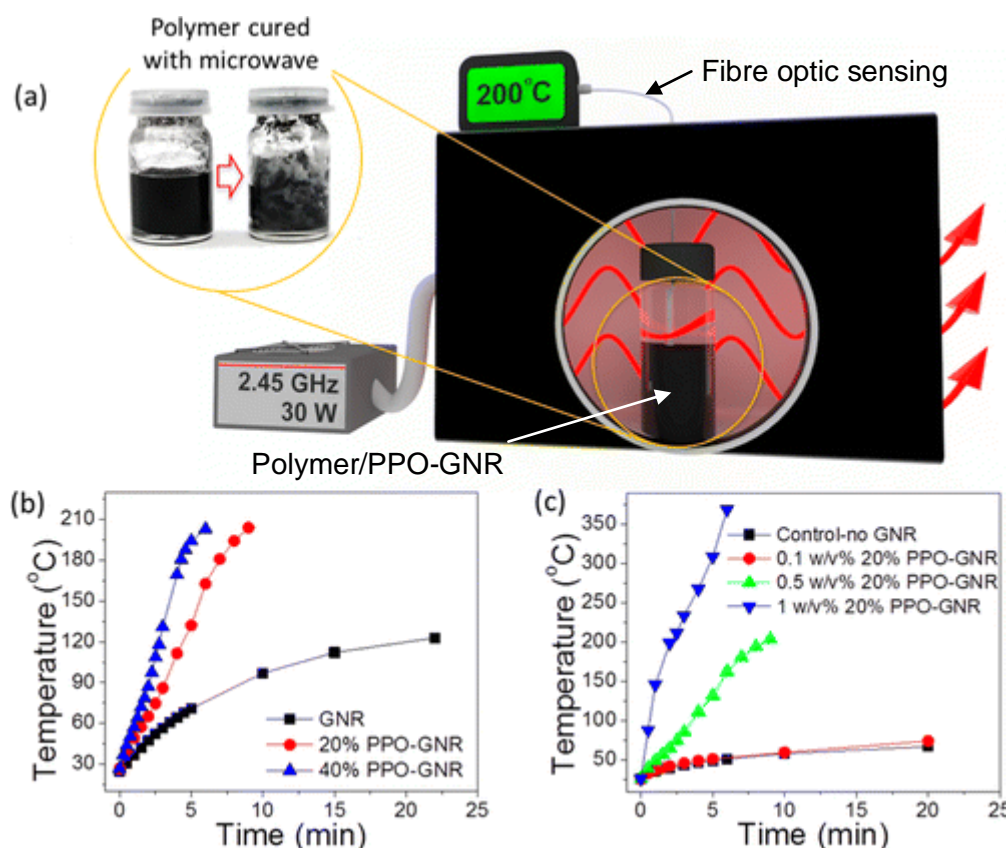 Polymer cured
with microwave
(a)
200°C
Fibre optic sensing
2.45 GHz
30 W
Polymer/PPO-GNR
(b)
210
180
150
120
90
60
30
Temperature (°C)
GNR
20% PPO-GNR
40% PPO-GNR
0 5 10 15 20 25
Time (min)
(c)
350
300
250
200
150
100
50
Temperature (°C)
Control-no GNR
0.1 w/v% 20% PPO-GNR
0.5 w/v% 20% PPO-GNR
1 w/v% 20% PPO-GNR
0 5 10 15 20 25
Time (min)